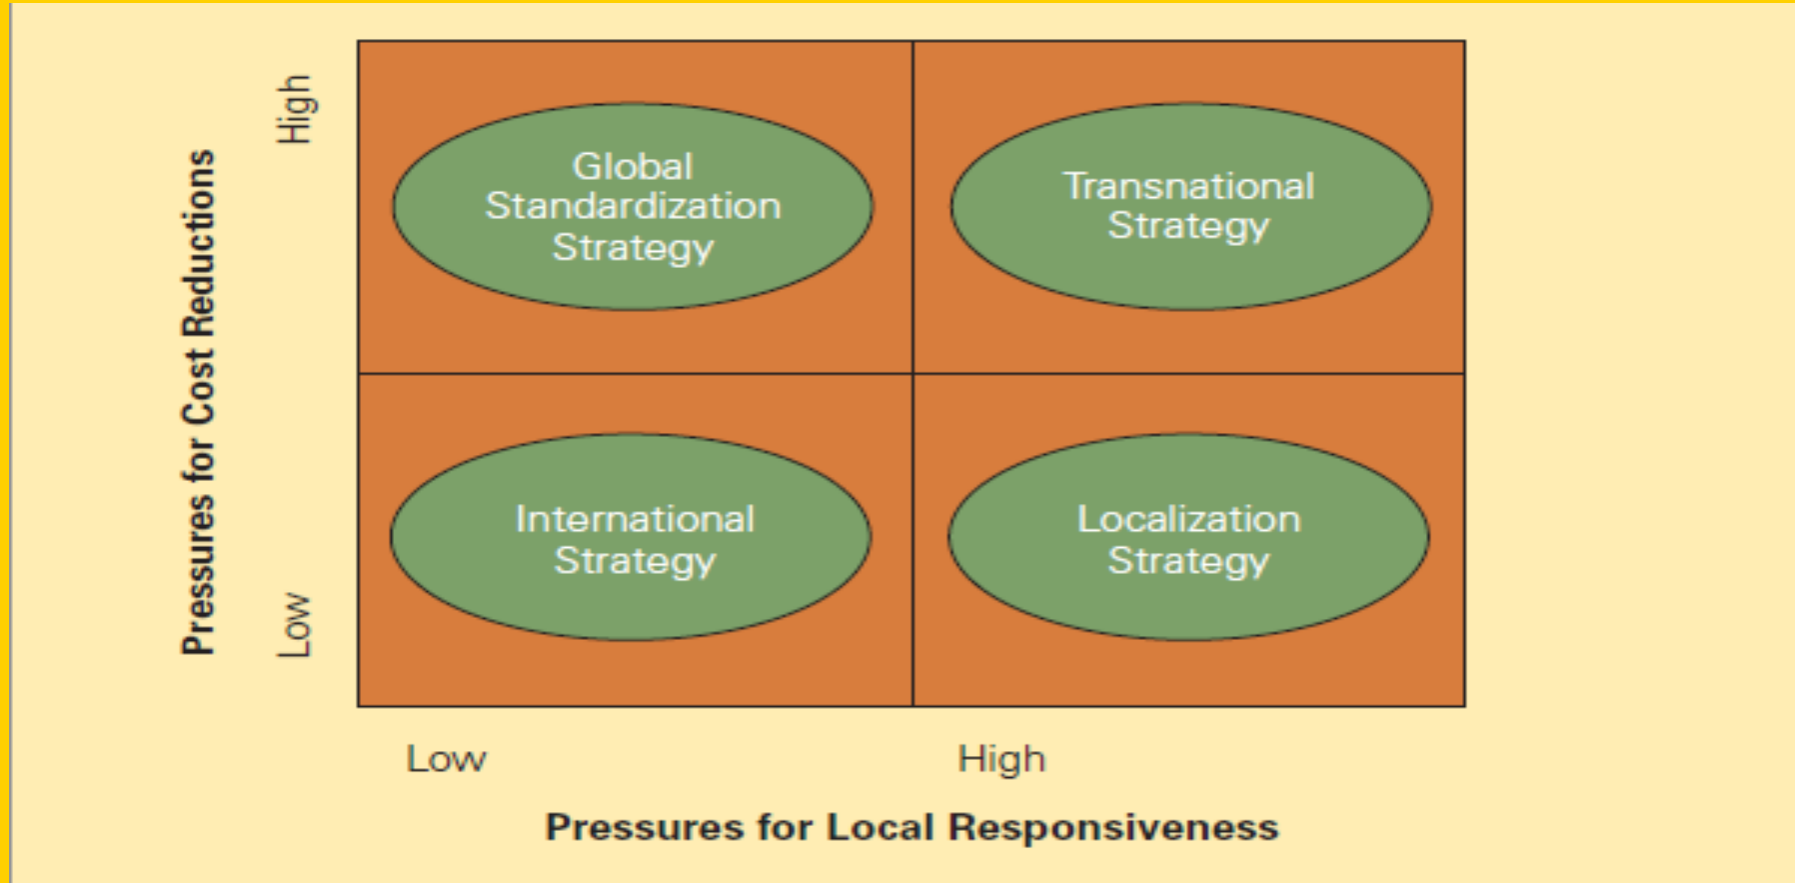 Pressures for Cost Reductions
High
Low
Global
Standardization
Strategy
Transnational
Strategy
International
Strategy
Localization
Strategy
Low
High
Pressures for Local Responsiveness